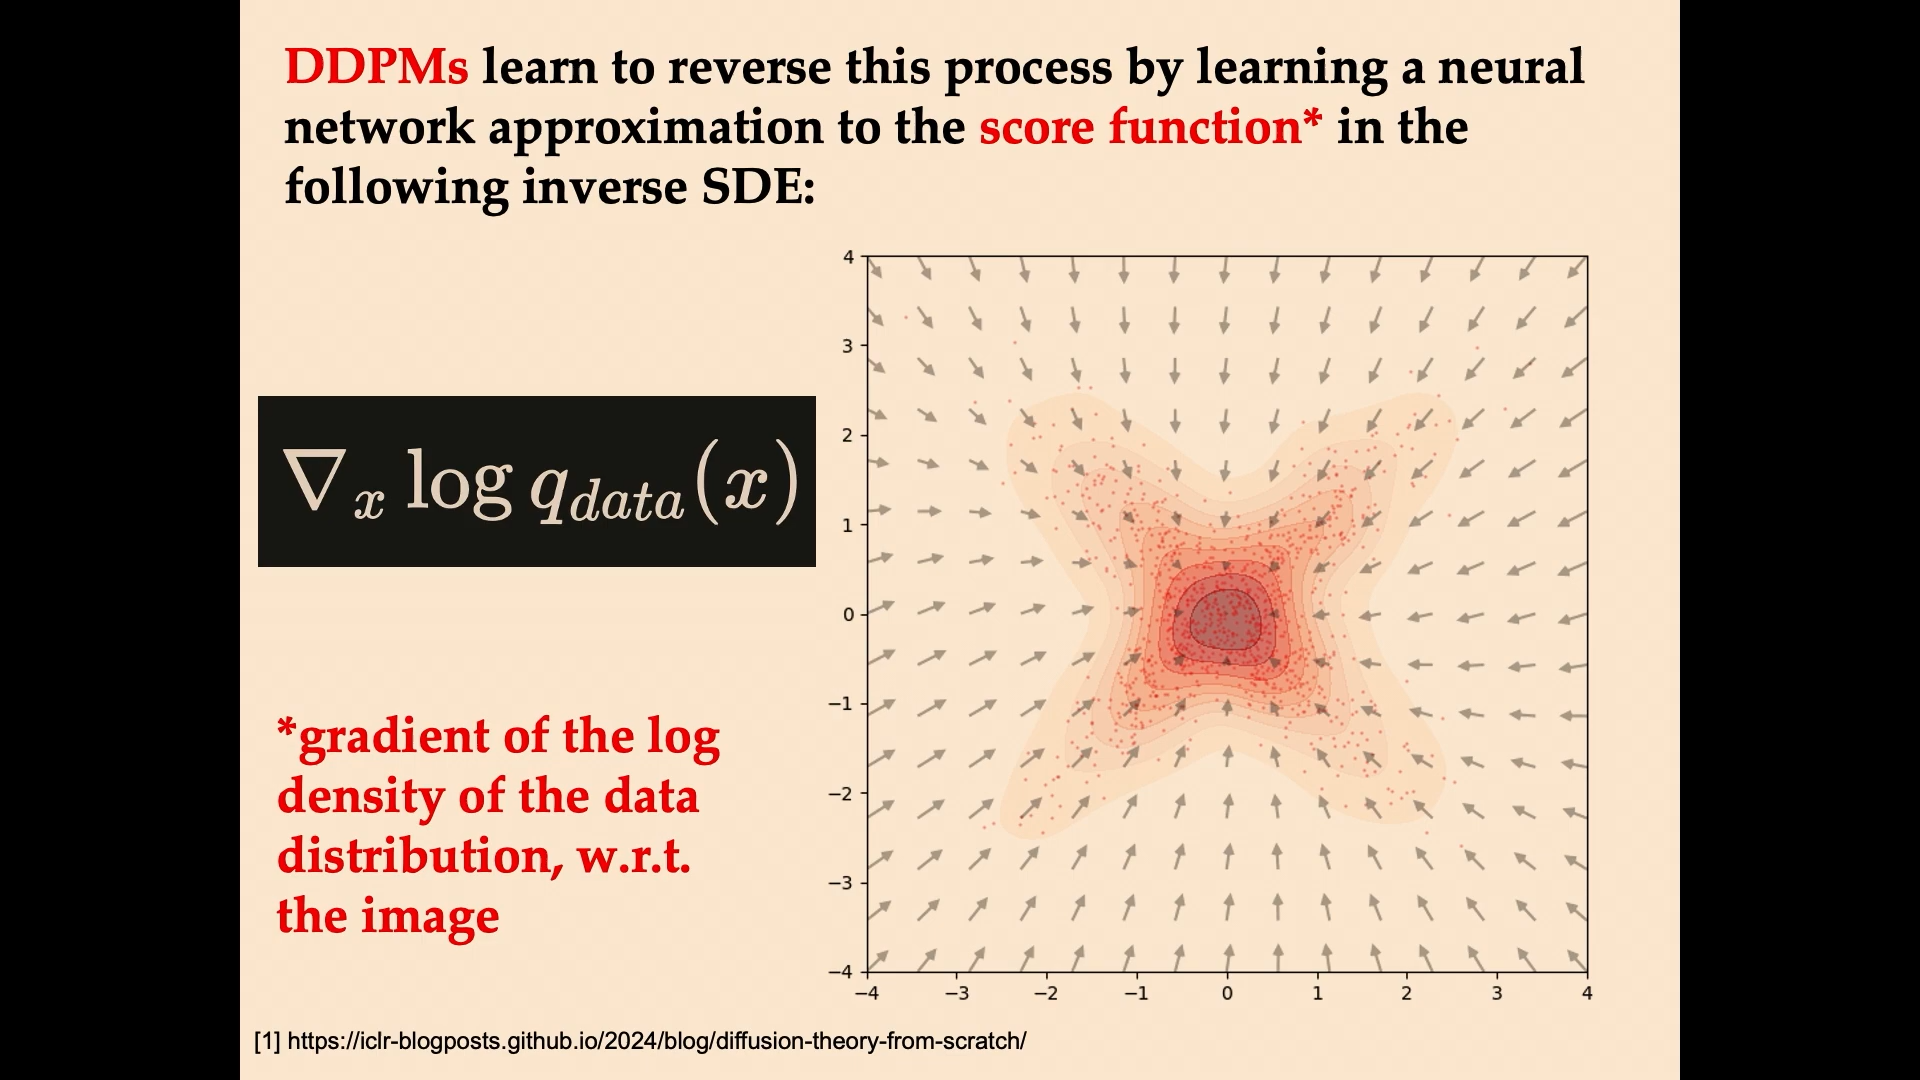 DDPMs learn to reverse this process by learning a neural
network approximation to the score function* in the
following inverse SDE:
∇ₓ log q_data(x)
*gradient of the log
density of the data
distribution, w.r.t.
the image
4
3
2
1
0
−1
−2
−3
−4
−4 −3 −2 −1 0 1 2 3 4
[1] https://iclr-blogposts.github.io/2024/blog/diffusion-theory-from-scratch/